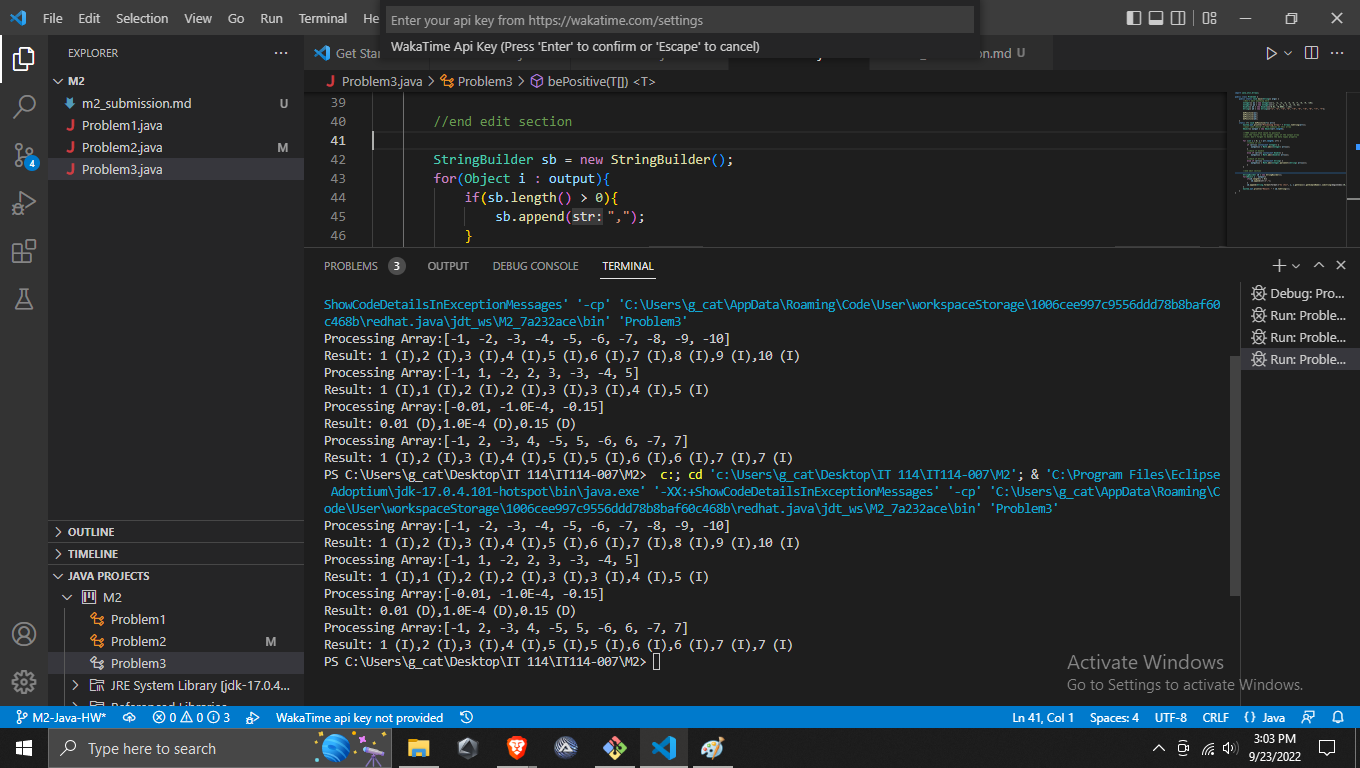 File Edit Selection View Go Run Terminal He
Enter your api key from https://wakatime.com/settings
WakaTime Api Key (Press 'Enter' to confirm or 'Escape' to cancel)
EXPLORER
Get Sta
on.md U
M2
m2_submission.md U
Problem1.java
Problem2.java M
Problem3.java
Problem3.java > Problem3 > bePositive(T[]) <T>
39
40 //end edit section
41
42 StringBuilder sb = new StringBuilder();
43 for(Object i : output){
44 if(sb.length() > 0){
45 sb.append(str: ",");
46 }
PROBLEMS 3 OUTPUT DEBUG CONSOLE TERMINAL
ShowCodeDetailsInExceptionMessages' '-cp' 'C:\Users\g_cat\AppData\Roaming\Code\User\workspaceStorage\1006cee997c9556ddd78b8baf60
c468b\redhat.java\jdt_ws\M2_7a232ace\bin' 'Problem3'
Processing Array:[-1, -2, -3, -4, -5, -6, -7, -8, -9, -10]
Result: 1 (I),2 (I),3 (I),4 (I),5 (I),6 (I),7 (I),8 (I),9 (I),10 (I)
Processing Array:[-1, 1, -2, 2, 3, -3, -4, 5]
Result: 1 (I),1 (I),2 (I),2 (I),3 (I),3 (I),4 (I),5 (I)
Processing Array:[-0.01, -1.0E-4, -0.15]
Result: 0.01 (D),1.0E-4 (D),0.15 (D)
Processing Array:[-1, 2, -3, 4, -5, 5, -6, 6, -7, 7]
Result: 1 (I),2 (I),3 (I),4 (I),5 (I),5 (I),6 (I),6 (I),7 (I),7 (I)
PS C:\Users\g_cat\Desktop\IT 114\IT114-007\M2> c:; cd 'c:\Users\g_cat\Desktop\IT 114\IT114-007\M2'; & 'C:\Program Files\Eclipse
Adoptium\jdk-17.0.4.101-hotspot\bin\java.exe' '-XX:+ShowCodeDetailsInExceptionMessages' '-cp' 'C:\Users\g_cat\AppData\Roaming\C
ode\User\workspaceStorage\1006cee997c9556ddd78b8baf60c468b\redhat.java\jdt_ws\M2_7a232ace\bin' 'Problem3'
Processing Array:[-1, -2, -3, -4, -5, -6, -7, -8, -9, -10]
Result: 1 (I),2 (I),3 (I),4 (I),5 (I),6 (I),7 (I),8 (I),9 (I),10 (I)
Processing Array:[-1, 1, -2, 2, 3, -3, -4, 5]
Result: 1 (I),1 (I),2 (I),2 (I),3 (I),3 (I),4 (I),5 (I)
Processing Array:[-0.01, -1.0E-4, -0.15]
Result: 0.01 (D),1.0E-4 (D),0.15 (D)
Processing Array:[-1, 2, -3, 4, -5, 5, -6, 6, -7, 7]
Result: 1 (I),2 (I),3 (I),4 (I),5 (I),5 (I),6 (I),6 (I),7 (I),7 (I)
PS C:\Users\g_cat\Desktop\IT 114\IT114-007\M2>
Debug: Pro...
Run: Proble...
Run: Proble...
Run: Proble...
OUTLINE
TIMELINE
JAVA PROJECTS
M2
Problem1
Problem2 M
Problem3
JRE System Library [jdk-17.0.4...
4
Activate Windows
Go to Settings to activate Windows.
M2-Java-HW* 0 0 3 WakaTime api key not provided Ln 41, Col 1 Spaces: 4 UTF-8 CRLF {} Java
Type here to search
3:03 PM
9/23/2022